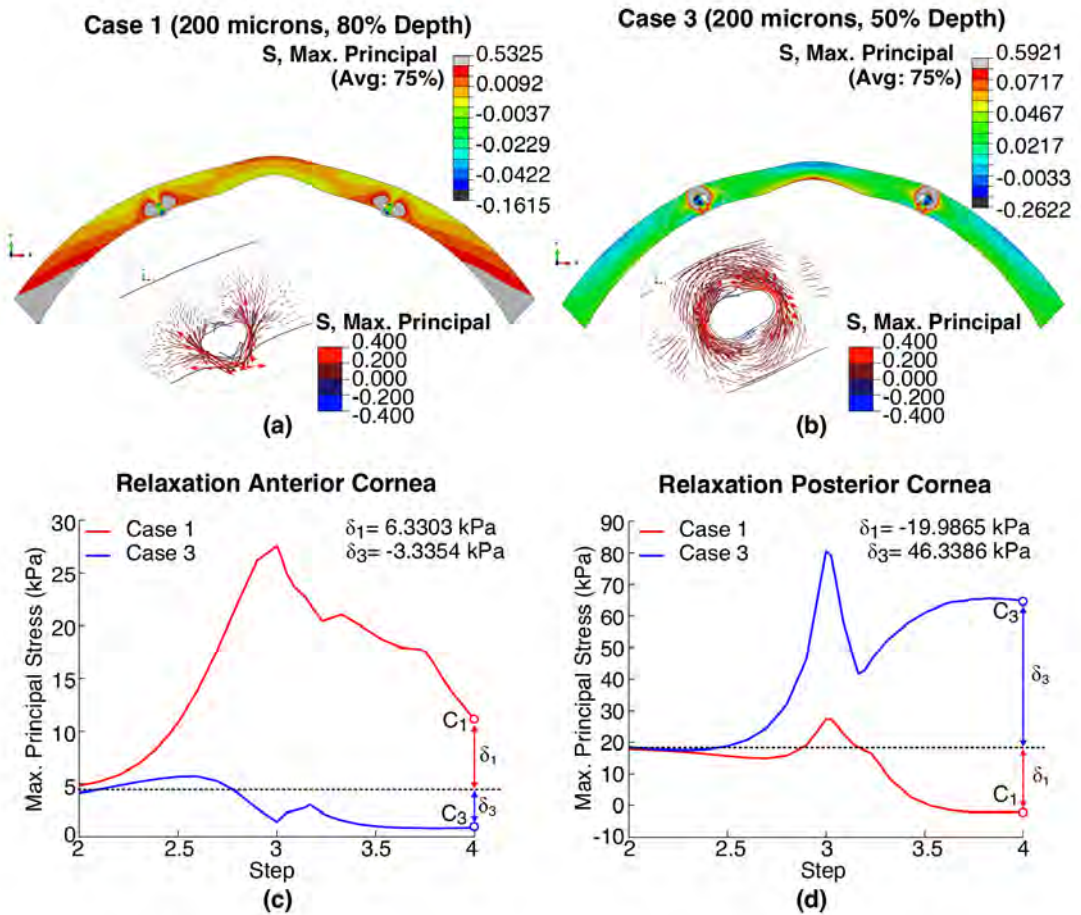 Case 1 (200 microns, 80% Depth)
S, Max. Principal
(Avg: 75%)
0.5325
0.0092
-0.0037
-0.0229
-0.0422
-0.1615
S, Max. Principal
0.400
0.200
0.000
-0.200
-0.400
(a)
Case 3 (200 microns, 50% Depth)
S, Max. Principal
(Avg: 75%)
0.5921
0.0717
0.0467
0.0217
-0.0033
-0.2622
S, Max. Principal
0.400
0.200
0.000
-0.200
-0.400
(b)
Relaxation Anterior Cornea
Case 1
Case 3
δ1= 6.3303 kPa
δ3= -3.3354 kPa
Max. Principal Stress (kPa)
30
25
20
15
10
5
0
C1
δ1
C3
δ3
2 2.5 3 3.5 4
Step
(c)
Relaxation Posterior Cornea
Case 1
Case 3
δ1= -19.9865 kPa
δ3= 46.3386 kPa
Max. Principal Stress (kPa)
90
80
70
60
50
40
30
20
10
0
-10
C3
δ3
C1
δ1
2 2.5 3 3.5 4
Step
(d)